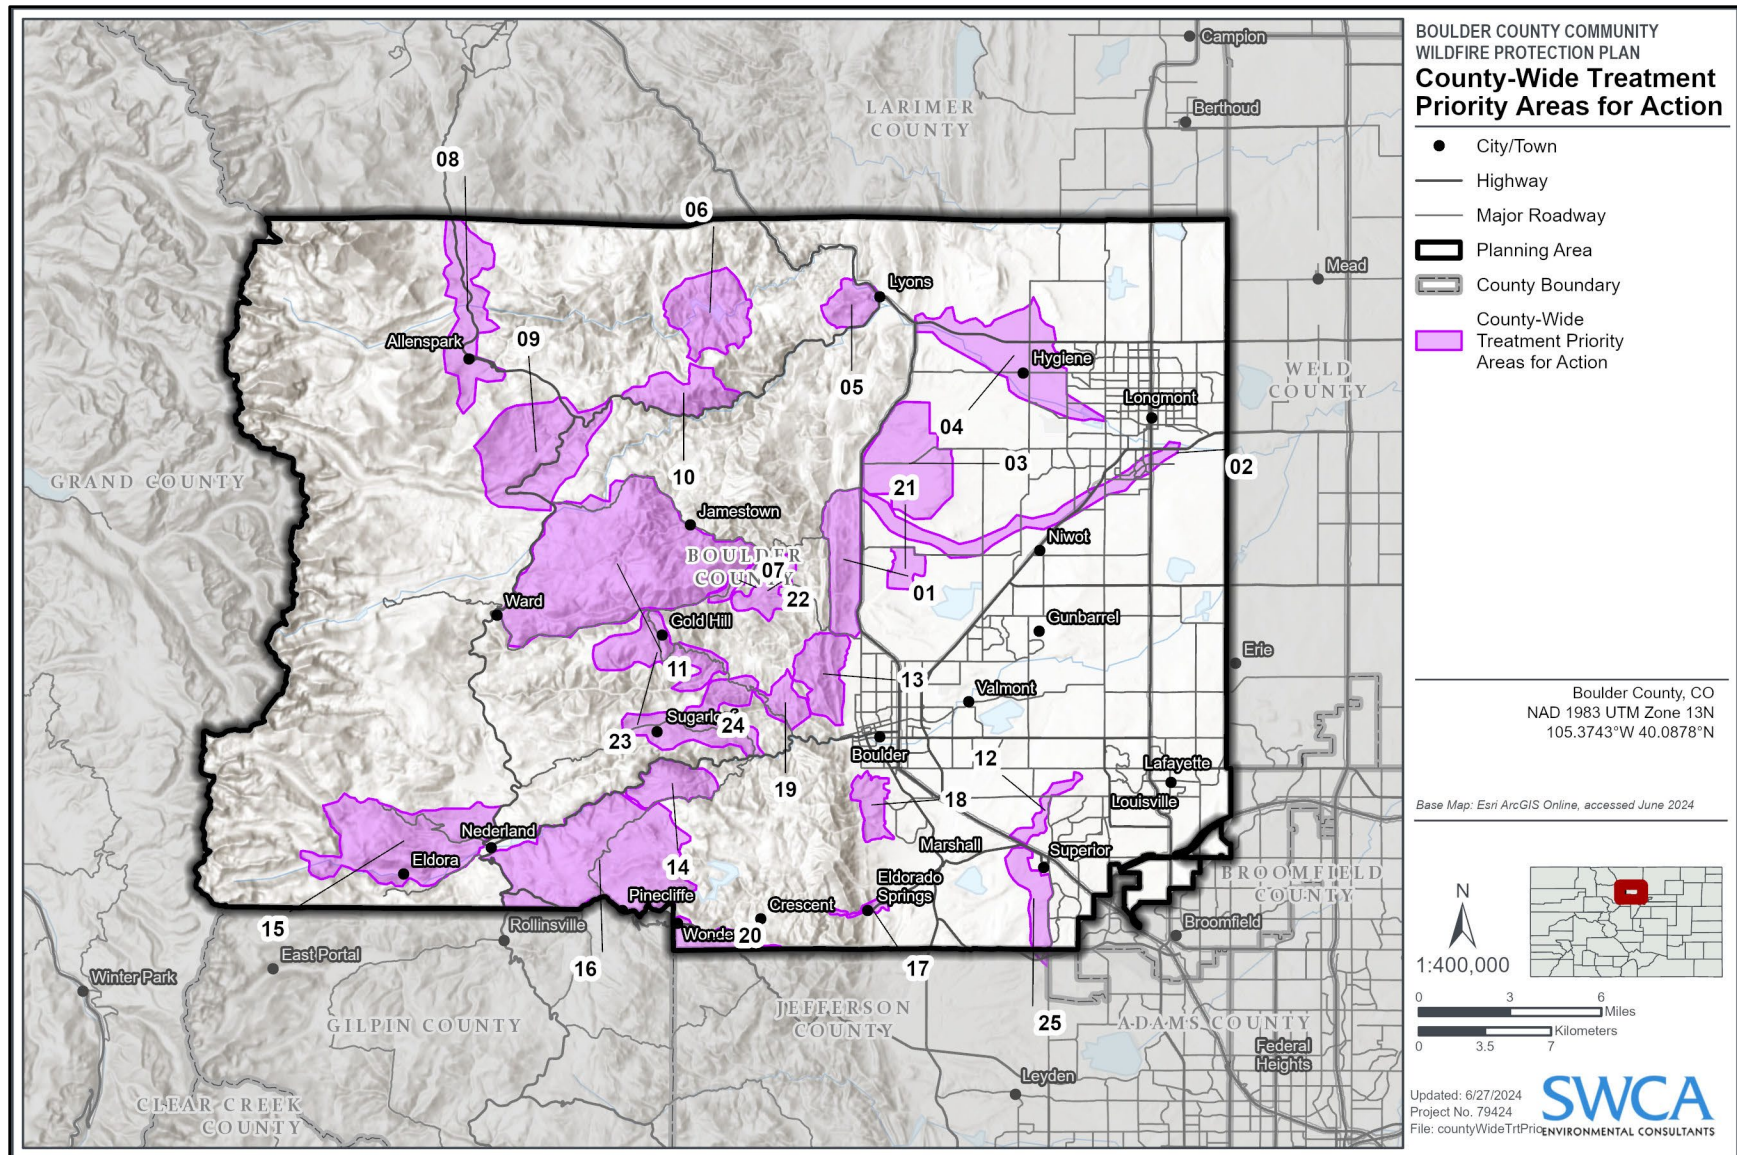 BOULDER COUNTY COMMUNITY
WILDFIRE PROTECTION PLAN
County-Wide Treatment
Priority Areas for Action
City/Town
Highway
Major Roadway
Planning Area
County Boundary
County-Wide
Treatment Priority
Areas for Action
Boulder County, CO
NAD 1983 UTM Zone 13N
105.3743°W 40.0878°N
Base Map: Esri ArcGIS Online, accessed June 2024
N
1:400,000
0 3 6
Miles
Kilometers
0 3.5 7
Updated: 6/27/2024
Project No. 79424
File: countyWideTrtPrio
SWCA
ENVIRONMENTAL CONSULTANTS
Campion
LARIMER
COUNTY
Berthoud
08
06
Mead
Lyons
Allenspark
09
Hygiene
05
WELD
COUNTY
Longmont
04
03
02
GRAND COUNTY
10
21
Jamestown
Niwot
BOULDER
COUNTY
07
22
01
Ward
Gold Hill
Gunbarrel
Erie
11
13
Valmont
24
23
Boulder
12
Lafayette
19
18
Louisville
Nederland
Marshall
Superior
Eldora
14
Eldorado
Springs
BROOMFIELD
COUNTY
Pinecliffe
Crescent
15
Rollinsville
20
Broomfield
East Portal
16
17
Winter Park
JEFFERSON
COUNTY
GILPIN COUNTY
25
ADAMS COUNTY
Federal
Heights
Leyden
CLEAR CREEK
COUNTY